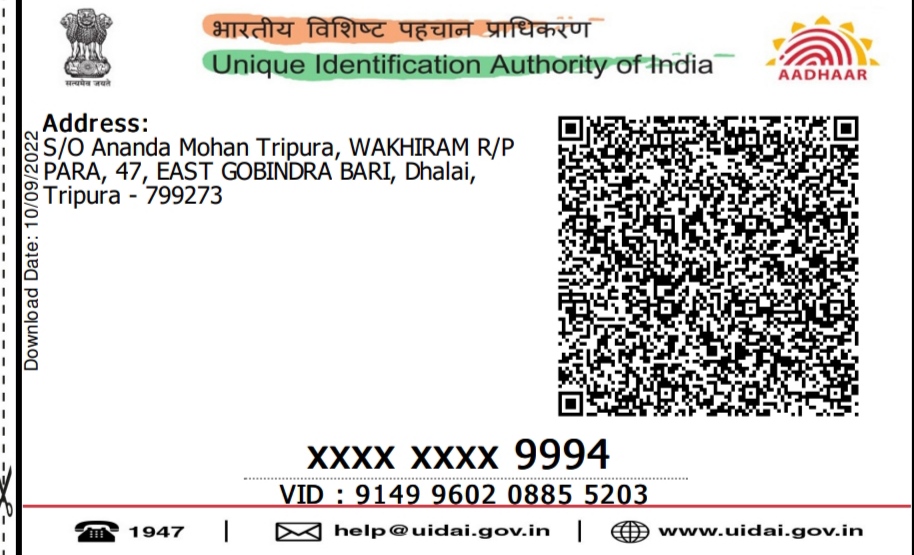 भारतीय विशिष्ट पहचान प्राधिकरण
Unique Identification Authority of India
सत्यमेव जयते
AADHAAR
Download Date: 10/09/2022
Address:
S/O Ananda Mohan Tripura, WAKHIRAM R/P
PARA, 47, EAST GOBINDRA BARI, Dhalai,
Tripura - 799273
xxxx xxxx 9994
VID : 9149 9602 0885 5203
1947 | help@uidai.gov.in | www.uidai.gov.in